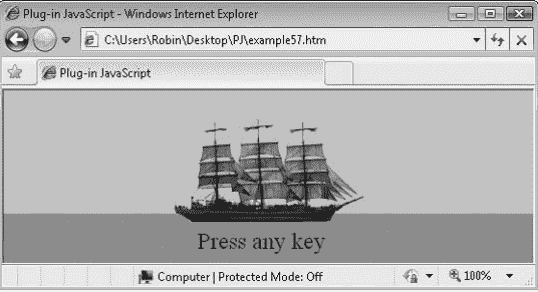 Plug-in JavaScript - Windows Internet Explorer
C:\Users\Robin\Desktop\PJ\example57.htm
Plug-in JavaScript
Press any key
Computer | Protected Mode: Off
100%